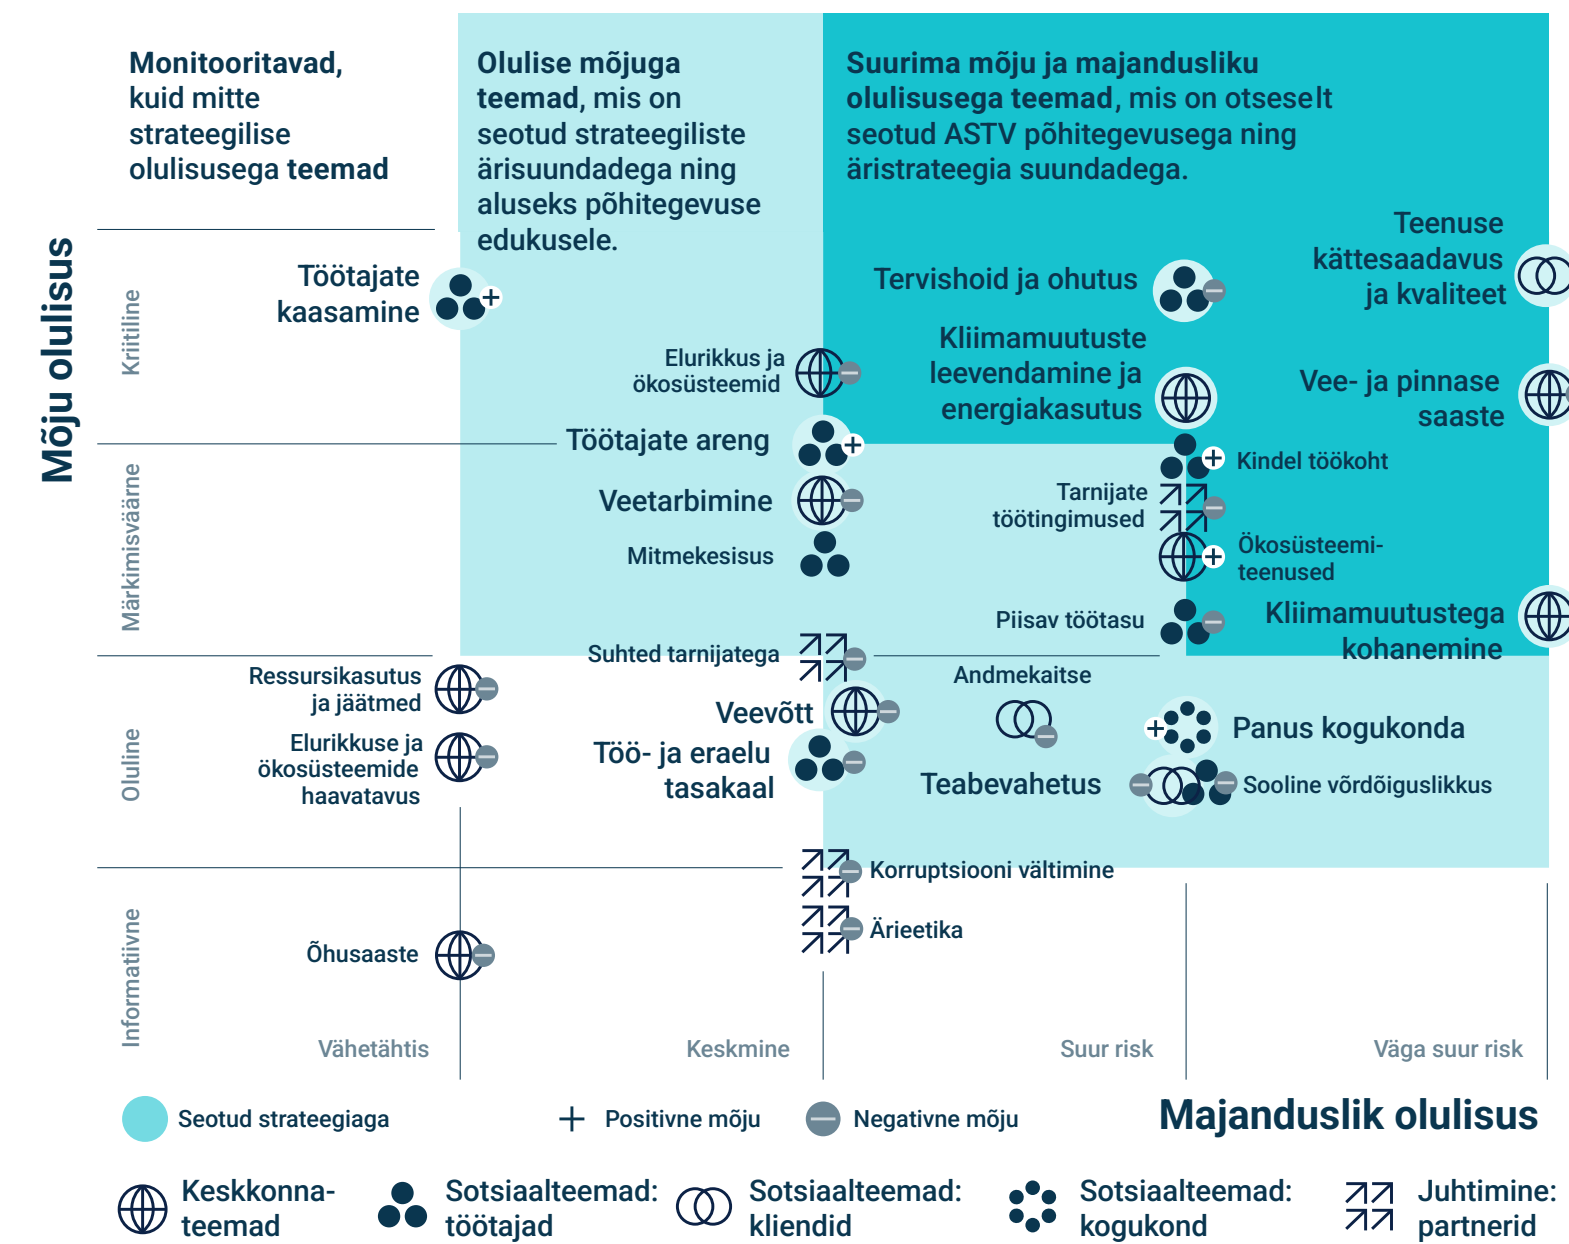 Monitooritavad,
kuid mitte
strateegilise
olulisusega teemad
Olulise mõjuga
teemad, mis on
seotud strateegiliste
ärisuundadega ning
aluseks põhitegevuse
edukusele.
Suurima mõju ja majandusliku
olulisusega teemad, mis on otseselt
seotud ASTV põhitegevusega ning
äristrateegia suundadega.
Mõju olulisus
Kriitiline
Töötajate
kaasamine
Elurikkus ja
ökosüsteemid
Tervishoid ja ohutus
Kliimamuutuste
leevendamine ja
energiakasutus
Teenuse
kättesaadavus
ja kvaliteet
Vee- ja pinnase
saaste
Märkimisväärne
Töötajate areng
Veetarbimine
Mitmekesisus
Kindel töökoht
Tarnijate
töötingimused
Ökosüsteemi-
teenused
Piisav töötasu
Kliimamuutustega
kohanemine
Oluline
Ressursikasutus
ja jäätmed
Elurikkuse ja
ökosüsteemide
haavatavus
Suhted tarnijatega
Veevõtt
Töö- ja eraelu
tasakaal
Andmekaitse
Teabevahetus
Panus kogukonda
Sooline võrdõiguslikkus
Informatiivne
Korruptsiooni vältimine
Ärieetika
Õhusaaste
Vähetähtis
Keskmine
Suur risk
Väga suur risk
Majanduslik olulisus
Seotud strateegiaga
Positivne mõju
Negativne mõju
Keskkonna-
teemad
Sotsiaalteemad:
töötajad
Sotsiaalteemad:
kliendid
Sotsiaalteemad:
kogukond
Juhtimine:
partnerid